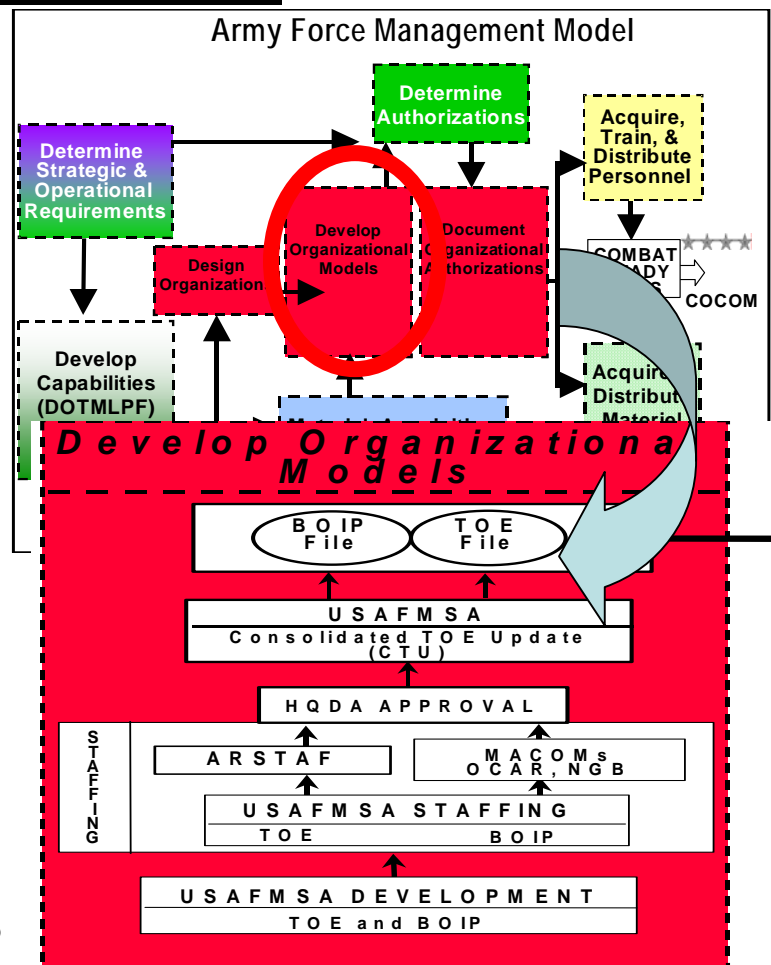 Army Force Management Model
Determine
Authorizations
Acquire,
Train, &
Distribute
Personnel
Determine
Strategic &
Operational
Requirements
Develop
Organizational
Models
Document
Organizational
Authorizations
Design
Organization
COMBAT
COCOM
Develop
Capabilities
(DOTMLPF)
Acquire
Distribut
Materiel
Develop Organizationa
Models
BOIP
File
TOE
File
USAFMSA
Consolidated TOE Update
(CTU)
HQDA APPROVAL
STAFFING
ARSTAF
MACOMs
OCAR, NGB
USAFMSA STAFFING
TOE BOIP
USAFMSA DEVELOPMENT
TOE and BOIP